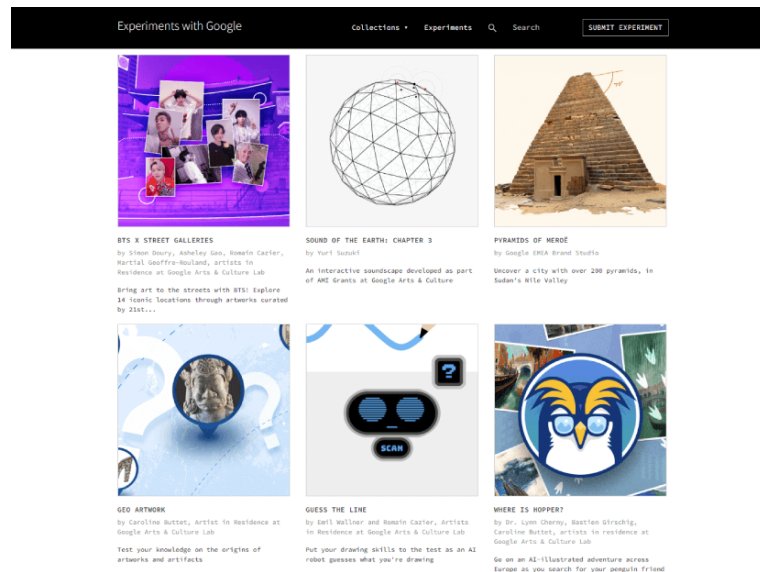 Experiments with Google
Collections ▾ Experiments Search SUBMIT EXPERIMENT
BTS X STREET GALLERIES
by Simon Doury, Asheley Gao, Romain Cazier,
Martial Geoffre-Rouland, artists in
Residence at Google Arts & Culture Lab
Bring art to the streets with BTS! Explore
14 iconic locations through artworks curated
by 21st...
SOUND OF THE EARTH: CHAPTER 3
by Yuri Suzuki
An interactive soundscape developed as part
of AMI Grants at Google Arts & Culture
PYRAMIDS OF MEROË
by Google EMEA Brand Studio
Uncover a city with over 200 pyramids, in
Sudan's Nile Valley
?
SCAN
GEO ARTWORK
by Caroline Buttet, Artist in Residence at
Google Arts & Culture Lab
Test your knowledge on the origins of
artworks and artifacts
GUESS THE LINE
by Emil Wallner and Romain Cazier, Artists
in Residence at Google Arts & Culture Lab
Put your drawing skills to the test as an AI
robot guesses what you're drawing
WHERE IS HOPPER?
by Dr. Lynn Cherny, Bastien Girschig,
Caroline Buttet, artists in residence at
Google Arts & Culture Lab
Go on an AI-illustrated adventure across
Europe as you search for your penguin friend